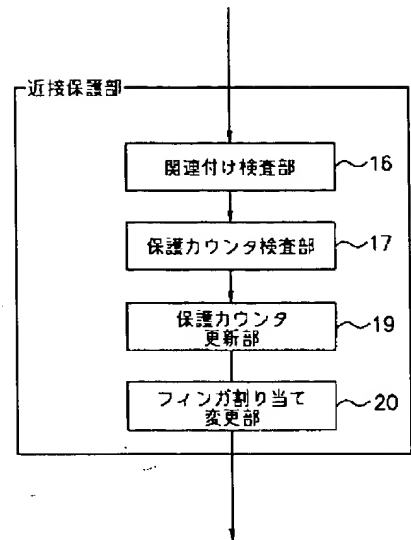 近接保護部
関連付け検査部
16
保護カウンタ検査部
17
保護カウンタ
更新部
19
フィンガ割り当て
変更部
20